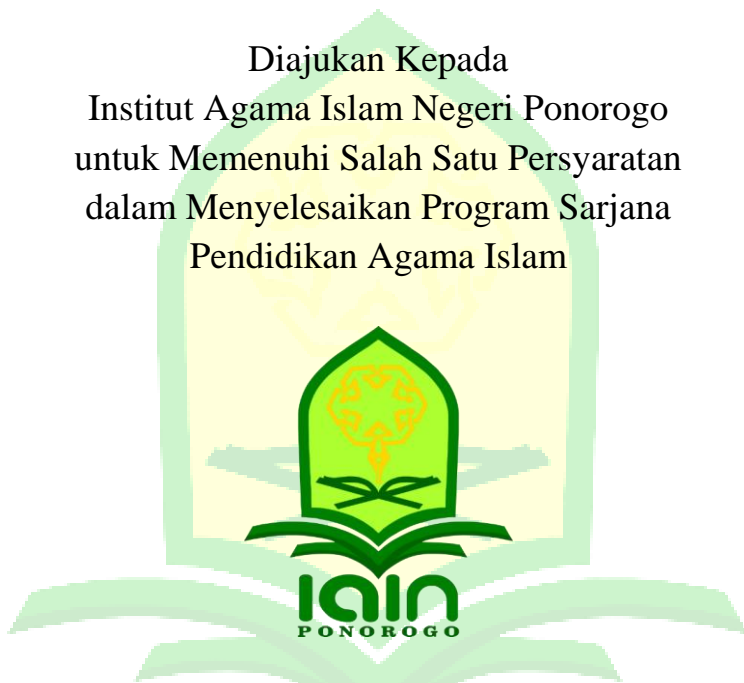 Diajukan Kepada
Institut Agama Islam Negeri Ponorogo
untuk Memenuhi Salah Satu Persyaratan
dalam Menyelesaikan Program Sarjana
Pendidikan Agama Islam
iain
PONOROGO